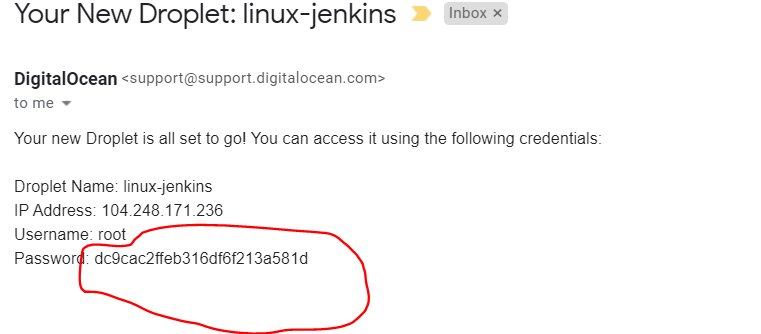 Your New Droplet: linux-jenkins Inbox ×
DigitalOcean <support@support.digitalocean.com>
to me
Your new Droplet is all set to go! You can access it using the following credentials:
Droplet Name: linux-jenkins
IP Address: 104.248.171.236
Username: root
Password: dc9cac2ffeb316df6f213a581d